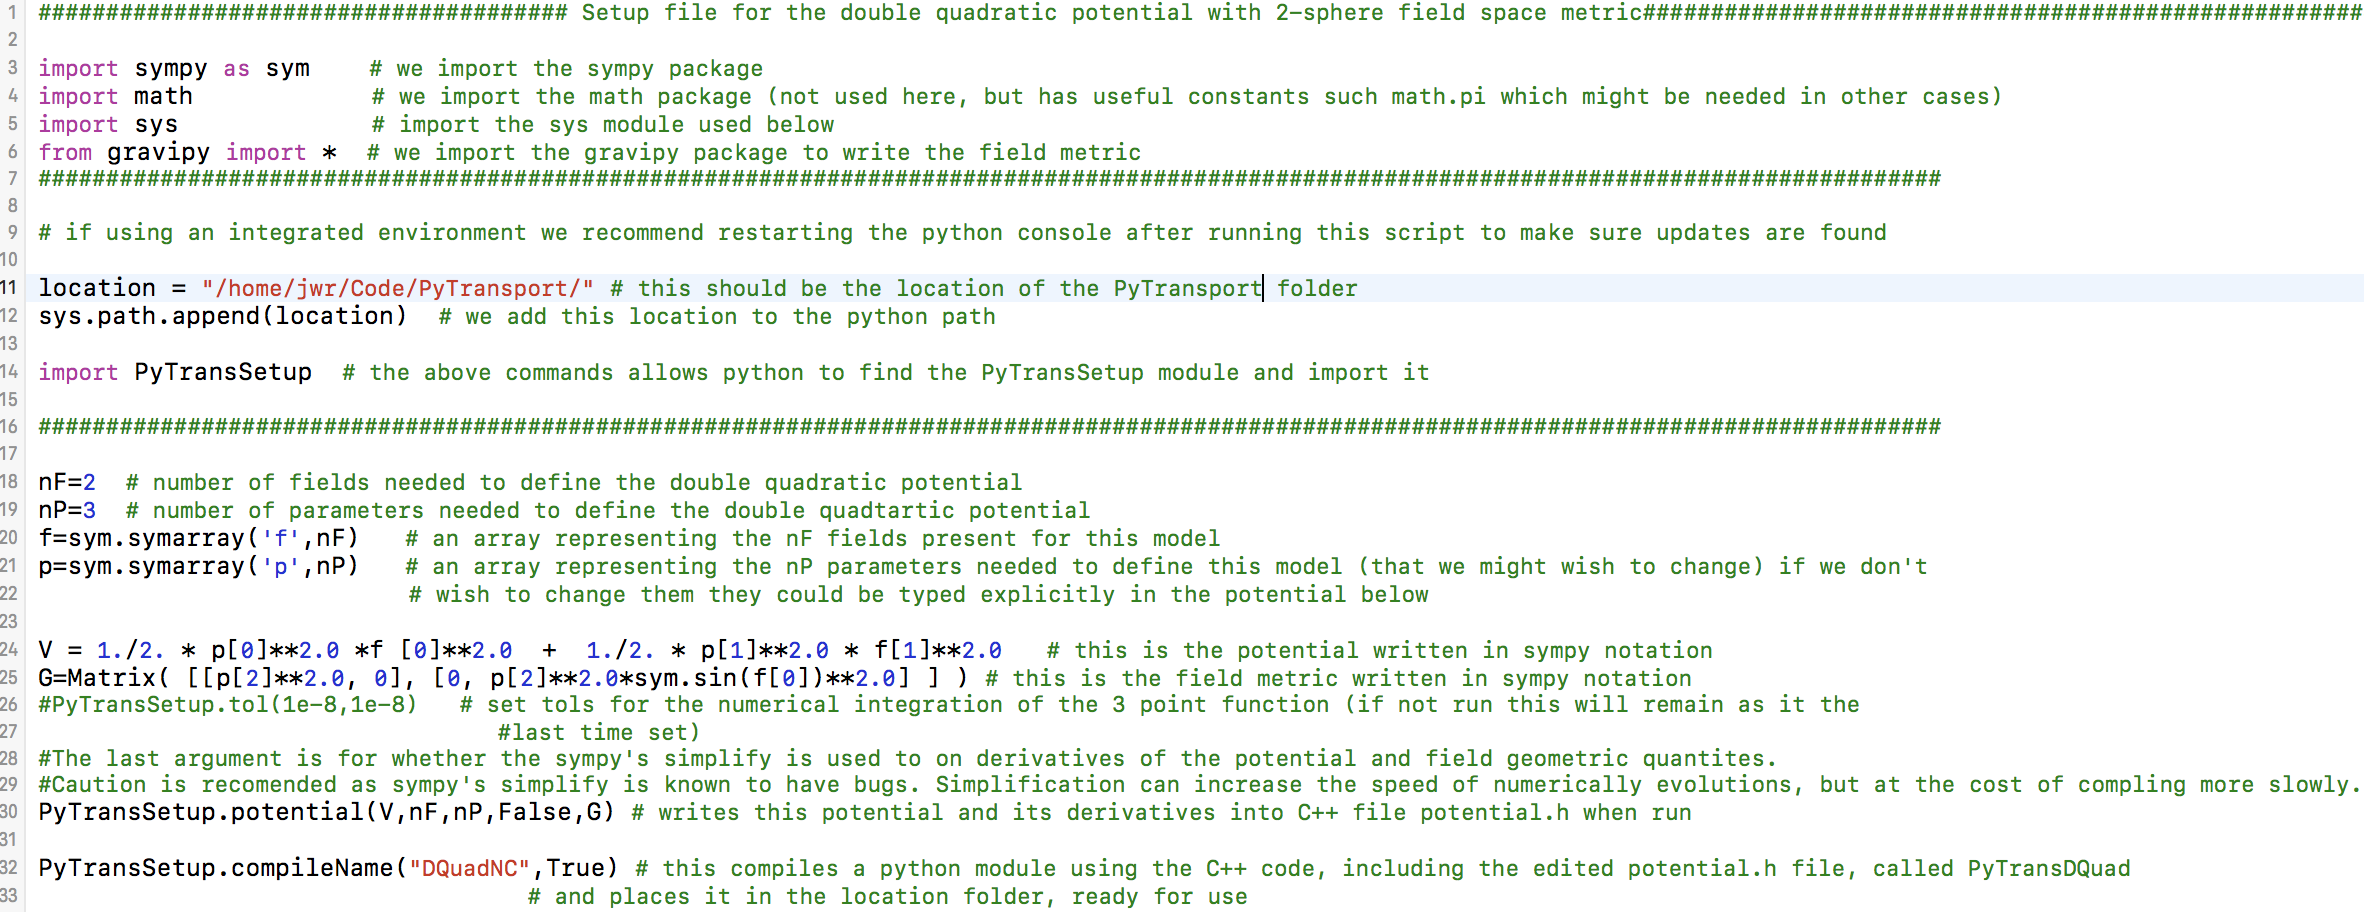 1 ####################################### Setup file for the double quadratic potential with 2-sphere field space metric#####################################################
2
3 import sympy as sym    # we import the sympy package
4 import math             # we import the math package (not used here, but has useful constants such math.pi which might be needed in other cases)
5 import sys              # import the sys module used below
6 from gravipy import *  # we import the gravipy package to write the field metric
7 ############################################################################################################################################
8
9 # if using an integrated environment we recommend restarting the python console after running this script to make sure updates are found
10
11 location = "/home/jwr/Code/PyTransport/" # this should be the location of the PyTransport folder
12 sys.path.append(location)  # we add this location to the python path
13
14 import PyTransSetup  # the above commands allows python to find the PyTransSetup module and import it
15
16 ############################################################################################################################################
17
18 nF=2  # number of fields needed to define the double quadratic potential
19 nP=3  # number of parameters needed to define the double quadtartic potential
20 f=sym.symarray('f',nF)   # an array representing the nF fields present for this model
21 p=sym.symarray('p',nP)   # an array representing the nP parameters needed to define this model (that we might wish to change) if we don't
22                            # wish to change them they could be typed explicitly in the potential below
23
24 V = 1./2. * p[0]**2.0 *f [0]**2.0  +  1./2. * p[1]**2.0 * f[1]**2.0   # this is the potential written in sympy notation
25 G=Matrix( [[p[2]**2.0, 0], [0, p[2]**2.0*sym.sin(f[0])**2.0] ] ) # this is the field metric written in sympy notation
26 #PyTransSetup.tol(1e-8,1e-8)   # set tols for the numerical integration of the 3 point function (if not run this will remain as it the
27                                  #last time set)
28 #The last argument is for whether the sympy's simplify is used to on derivatives of the potential and field geometric quantites.
29 #Caution is recomended as sympy's simplify is known to have bugs. Simplification can increase the speed of numerically evolutions, but at the cost of compling more slowly.
30 PyTransSetup.potential(V,nF,nP,False,G) # writes this potential and its derivatives into C++ file potential.h when run
31
32 PyTransSetup.compileName("DQuadNC",True) # this compiles a python module using the C++ code, including the edited potential.h file, called PyTransDQuad
33                                    # and places it in the location folder, ready for use